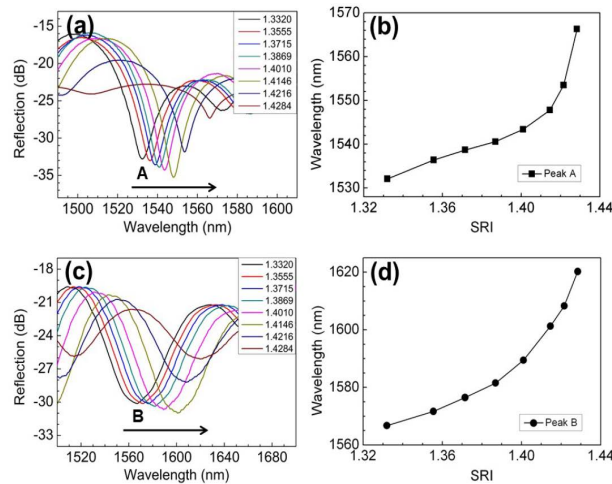 (a)
1.3320
1.3555
1.3715
1.3869
1.4010
1.4146
1.4216
1.4284
-15
-20
-25
-30
-35
Reflection (dB)
A
1500 1520 1540 1560 1580 1600
Wavelength (nm)
(b)
1570
1560
1550
1540
1530
Wavelength (nm)
Peak A
1.32 1.36 1.40 1.44
SRI
(c)
1.3320
1.3555
1.3715
1.3869
1.4010
1.4146
1.4216
1.4284
-18
-21
-24
-27
-30
-33
Reflection (dB)
B
1520 1560 1600 1640 1680
Wavelength (nm)
(d)
1620
1600
1580
1560
Wavelength (nm)
Peak B
1.32 1.36 1.40 1.44
SRI